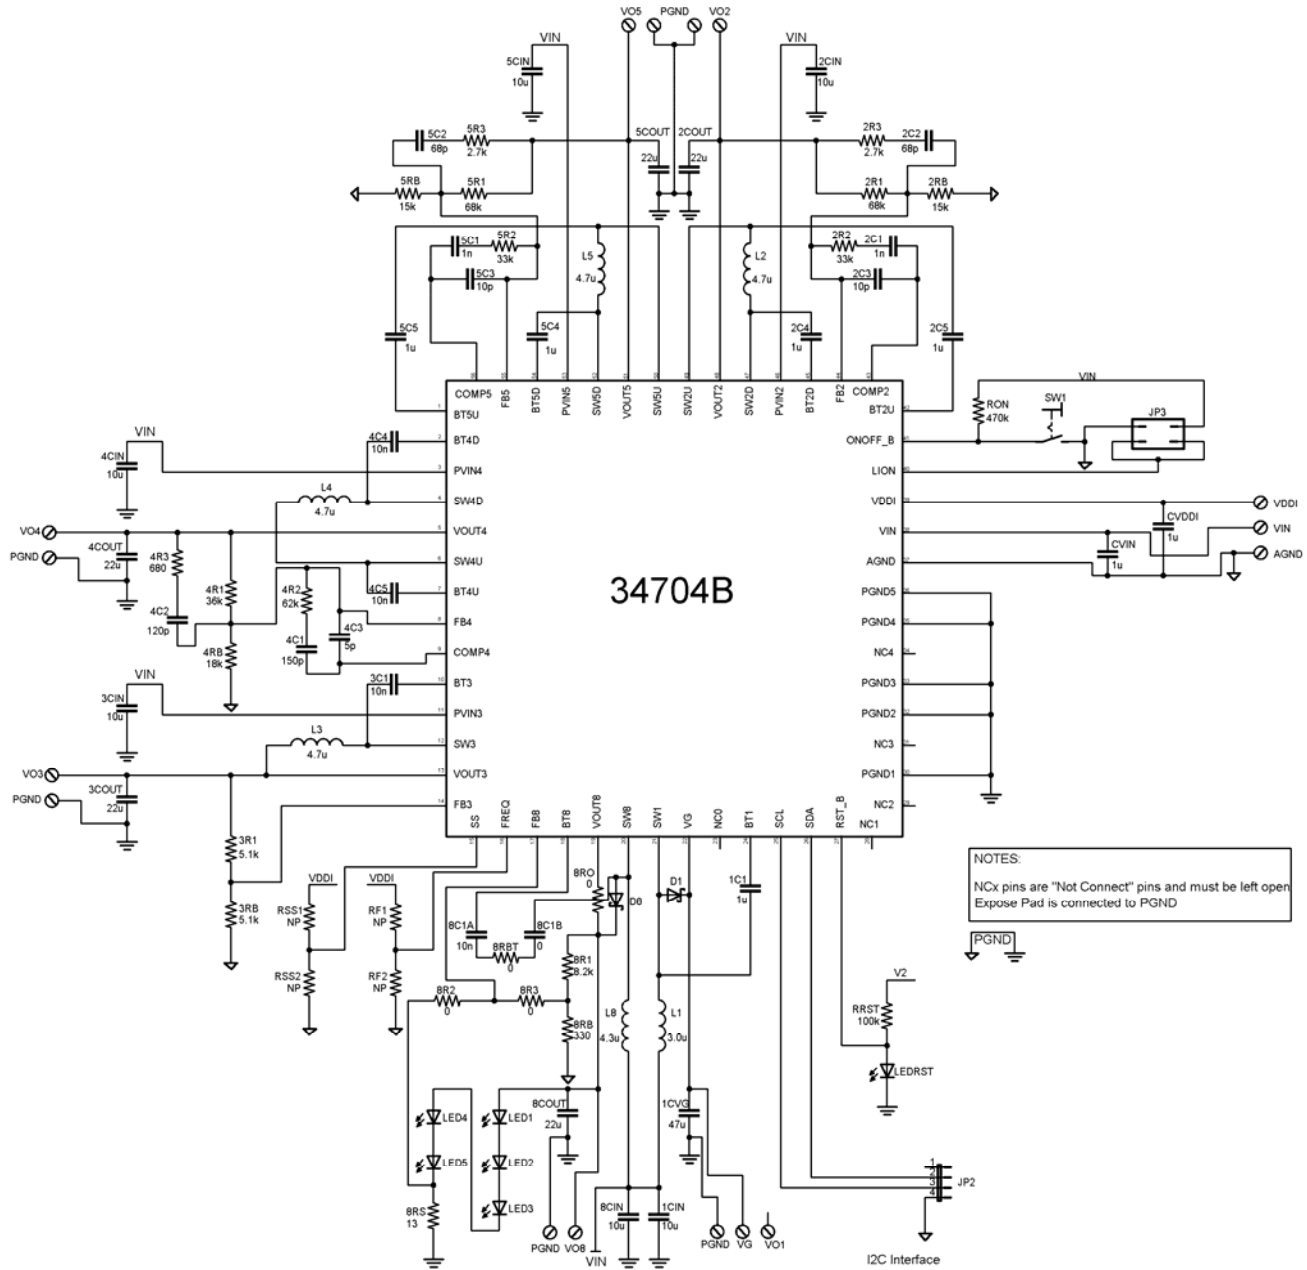 VO5 PGND VO2
VIN VIN
5CIN 10u
2CIN 10u
5C2 68p
5R3 2.7k
5COUT 22u
2COUT 22u
2R3 2.7k
2C2 68p
5RB 15k
5R1 68k
2R1 68k
2RB 15k
5C1 1n
5R2 33k
L5 4.7u
L2 4.7u
2R2 33k
2C1 1n
5C3 10p
2C3 10p
5C5 1u
5C4 1u
2C4 1u
2C5 1u
COMP5 FB5 BT5D PVIN5 SW5D VOUT5 SW5U SW2U VOUT2 SW2D PVIN2 BT2D FB2 COMP2
BT5U
BT4D
PVIN4
SW4D
VOUT4
SW4U
BT4U
FB4
COMP4
BT3
PVIN3
SW3
VOUT3
FB3
BT2U
ONOFF_B
LION
VDDI
VIN
AGND
PGND5
PGND4
NC4
PGND3
PGND2
NC3
PGND1
NC2
SS FREQ FB8 BT8 VOUT8 SW8 SW1 VG NC0 BT1 SCL SDA RST_B NC1
34704B
VIN
4CIN 10u
4C4 10n
L4 4.7u
VO4
PGND
4COUT 22u
4R3 680
4R1 36k
4R2 62k
4C5 10n
4C2 120p
4RB 18k
4C1 150p
4C3 5p
VIN
3CIN 10u
3C1 10n
L3 4.7u
VO3
PGND
3COUT 22u
3R1 5.1k
3RB 5.1k
VIN
RON 470k
SW1
JP3
VDDI
VIN
AGND
CVDDI 1u
CVIN 1u
VDDI VDDI
RSS1 NP
RF1 NP
RSS2 NP
RF2 NP
8RO 0
D8
D1
1C1 1u
8C1A 10n
8C1B 0
8RBT 0
8R1 8.2k
8R2 0
8R3 0
8RB 330
L8 4.3u
L1 3.0u
LED4
LED1
8COUT 22u
1CVG 47u
LED5
LED2
8RS 13
LED3
8CIN 10u
1CIN 10u
PGND VO8 VIN PGND VG VO1
NOTES:
NCx pins are "Not Connect" pins and must be left open
Expose Pad is connected to PGND
PGND
V2
RRST 100k
LEDRST
1
2
3
4
JP2
I2C Interface